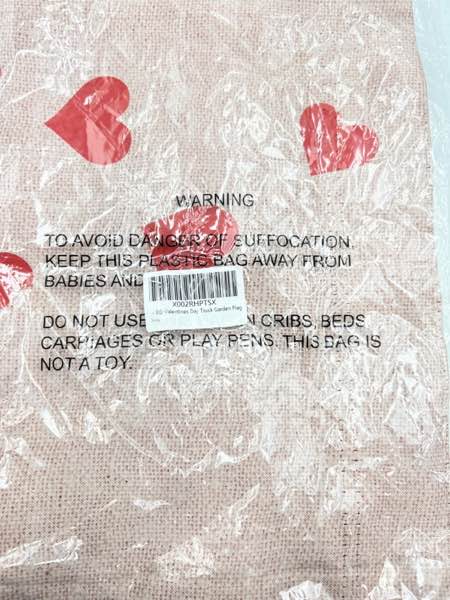 WARNING
TO AVOID DANGER OF SUFFOCATION,
KEEP THIS PLASTIC BAG AWAY FROM
BABIES AND
X002RHPTSX
Valentines Day Truck Garden Flag
DO NOT USE N CRIBS, BEDS
CARRIAGES OR PLAY PENS. THIS BAG IS
NOT A TOY.